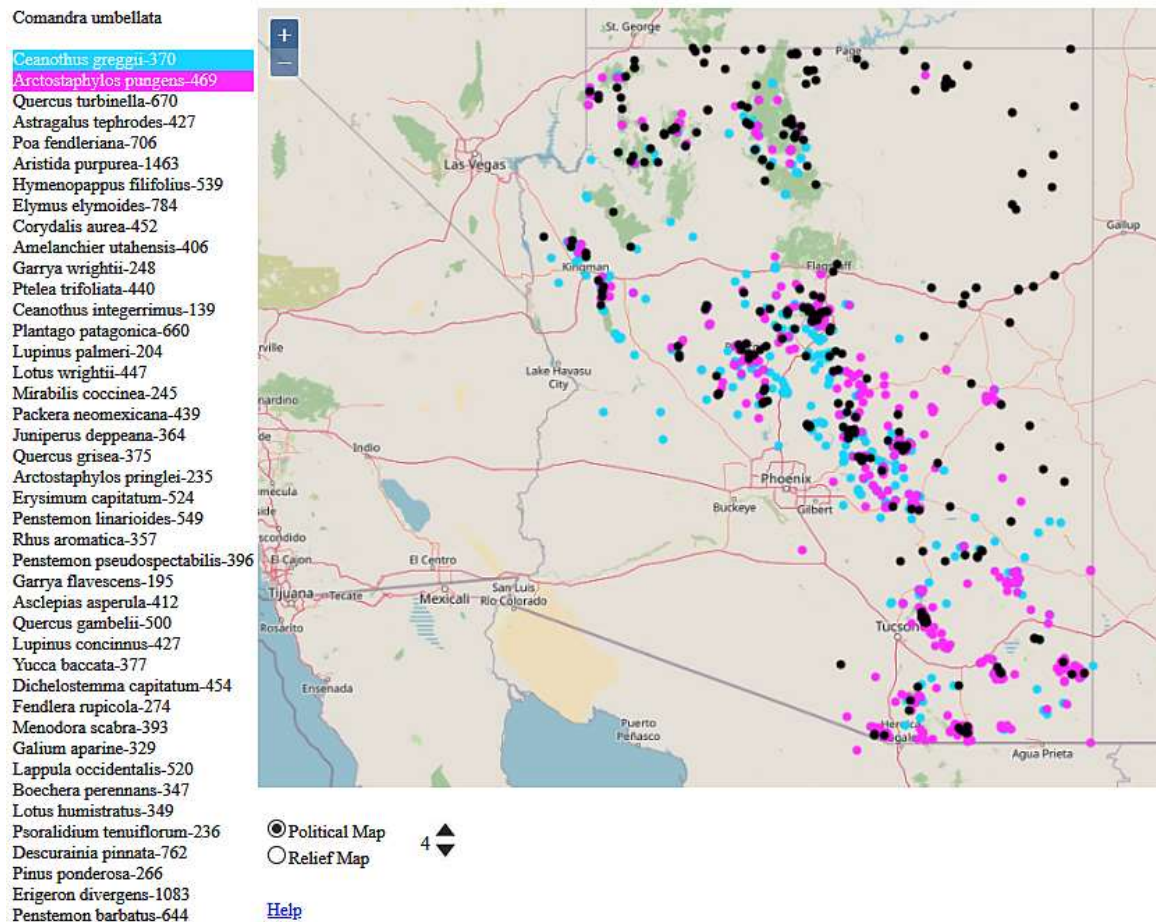 Comandra umbellata
Ceanothus greggii-370
Arctostaphylos pungens-469
Quercus turbinella-670
Astragalus tephrodes-427
Poa fendleriana-706
Aristida purpurea-1463
Hymenopappus filifolius-539
Elymus elymoides-784
Corydalis aurea-452
Amelanchier utahensis-406
Garrya wrightii-248
Ptelea trifoliata-440
Ceanothus integerrimus-139
Plantago patagonica-660
Lupinus palmeri-204
Lotus wrightii-447
Mirabilis coccinea-245
Packera neomexicana-439
Juniperus deppeana-364
Quercus grisea-375
Arctostaphylos pringlei-235
Erysimum capitatum-524
Penstemon linarioides-549
Rhus aromatica-357
Penstemon pseudospectabilis-396
Garrya flavescens-195
Asclepias asperula-412
Quercus gambelii-500
Lupinus concinnus-427
Yucca baccata-377
Dichelostemma capitatum-454
Fendlera rupicola-274
Menodora scabra-393
Galium aparine-329
Lappula occidentalis-520
Boechera perennans-347
Lotus humistratus-349
Psoralidium tenuiflorum-236
Descurainia pinnata-762
Pinus ponderosa-266
Erigeron divergens-1083
Penstemon barbatus-644
+
−
St. George
Page
Las Vegas
Gallup
Kingman
Flagstaff
Lake Havasu
City
Indio
Phoenix
Buckeye
Gilbert
El Cajon
El Centro
Tijuana
Tecate
Mexicali
San Luis
Río Colorado
Rosarito
Tucson
Ensenada
Puerto
Peñasco
Agua Prieta
Political Map
Relief Map
4
Help